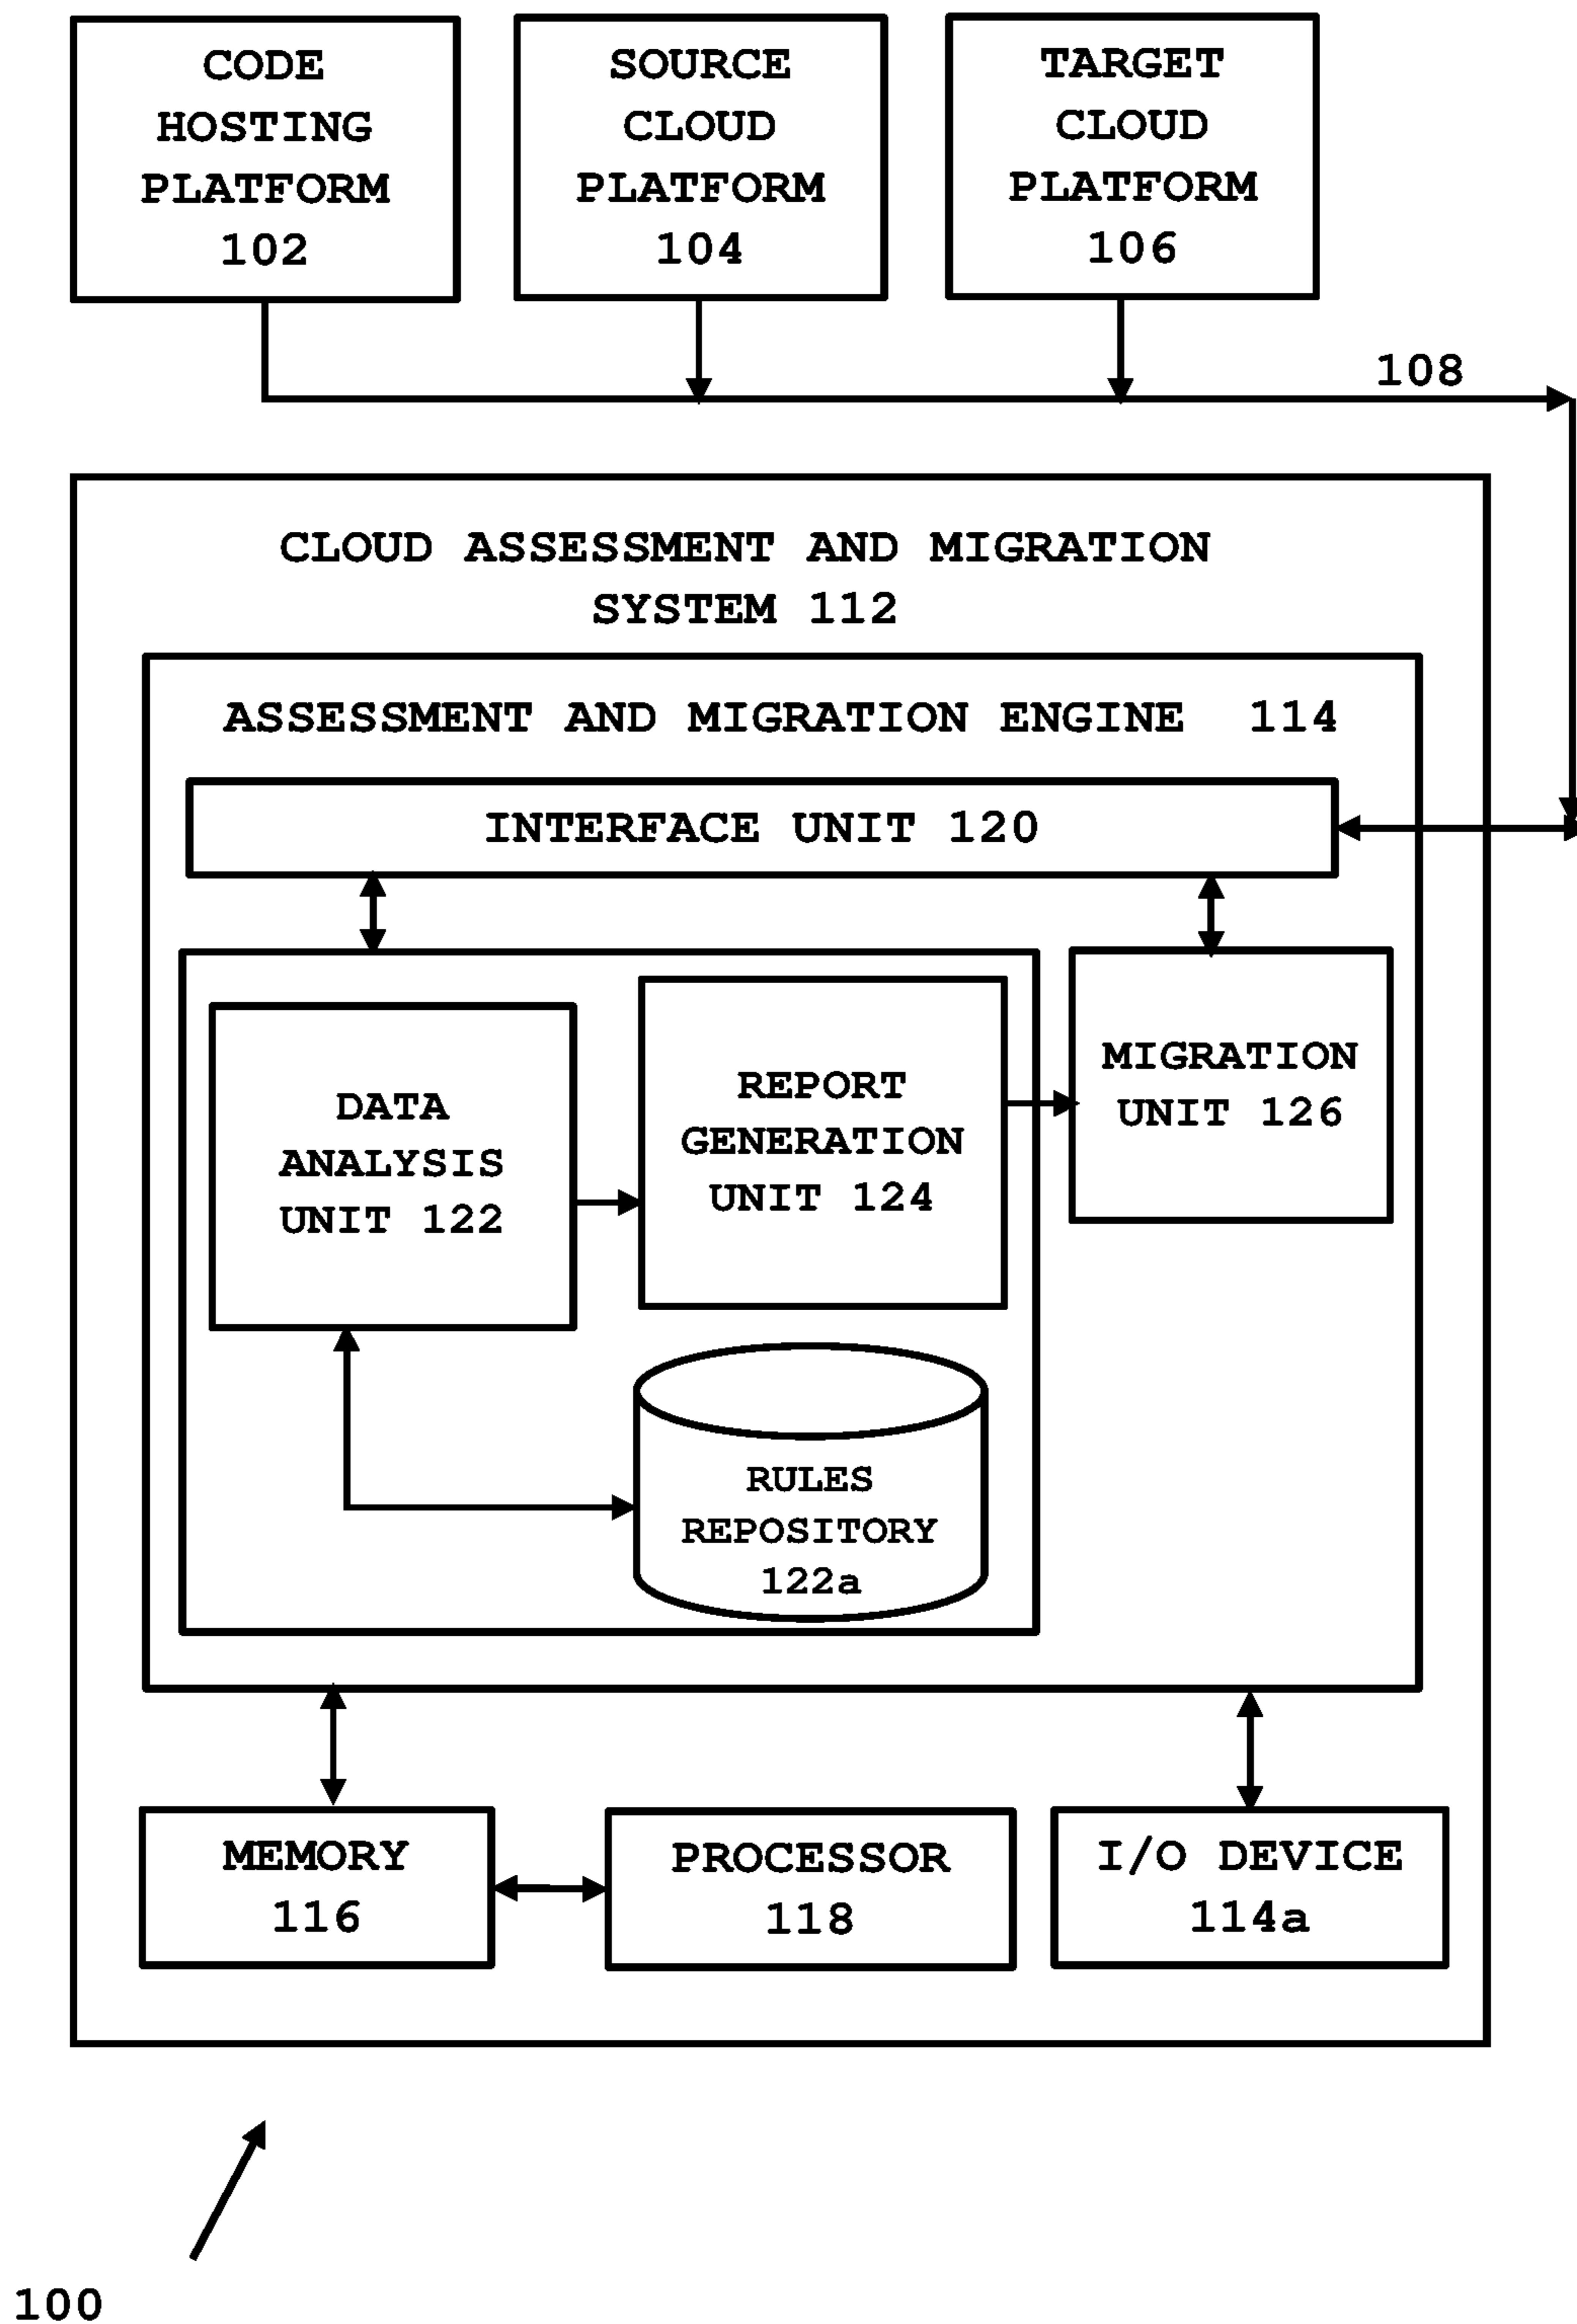 CODE
HOSTING
PLATFORM
102
SOURCE
CLOUD
PLATFORM
104
TARGET
CLOUD
PLATFORM
106
108
CLOUD ASSESSMENT AND MIGRATION
SYSTEM 112
ASSESSMENT AND MIGRATION ENGINE 114
INTERFACE UNIT 120
DATA
ANALYSIS
UNIT 122
REPORT
GENERATION
UNIT 124
MIGRATION
UNIT 126
RULES
REPOSITORY
122a
MEMORY
116
PROCESSOR
118
I/O DEVICE
114a
100